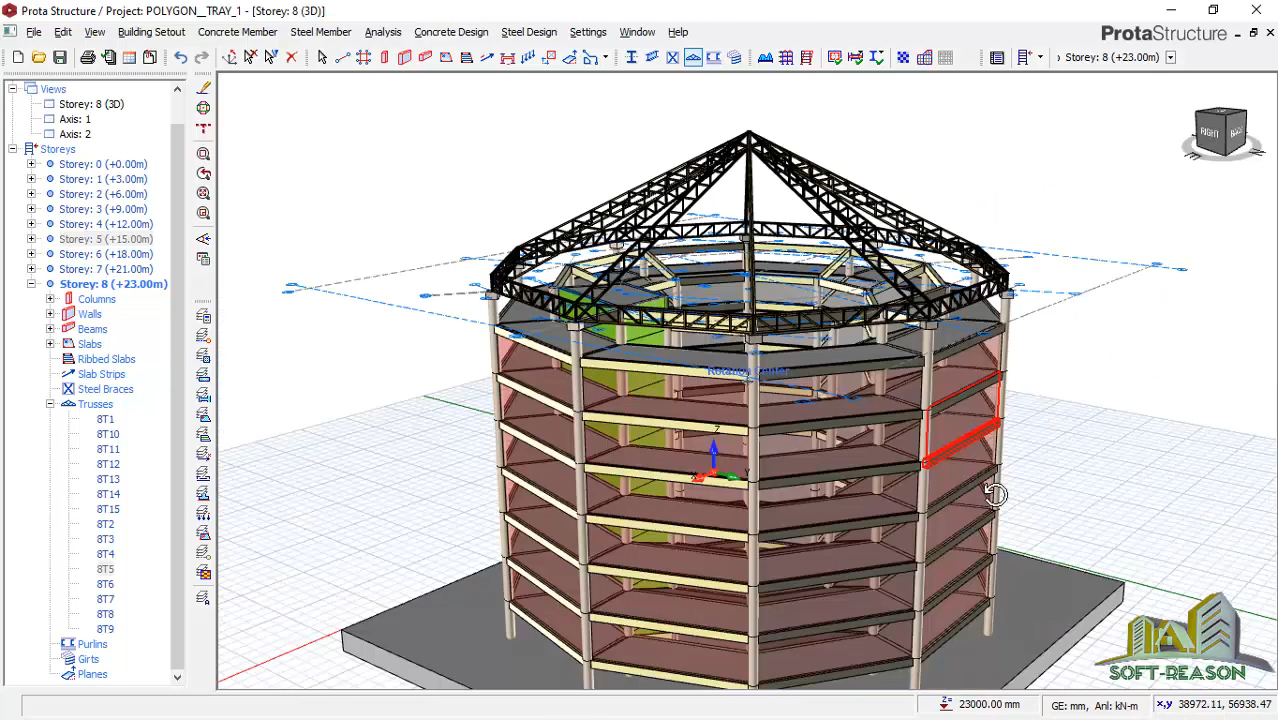 Prota Structure / Project: POLYGON__TRAY_1 - [Storey: 8 (3D)]
File Edit View Building Setout Concrete Member Steel Member Analysis Concrete Design Steel Design Settings Window Help
ProtaStructure
Storey: 8 (+23.00m)
RIGHT
BACK
Views
Storey: 8 (3D)
Axis: 1
Axis: 2
Storeys
Storey: 0 (+0.00m)
Storey: 1 (+3.00m)
Storey: 2 (+6.00m)
Storey: 3 (+9.00m)
Storey: 4 (+12.00m)
Storey: 5 (+15.00m)
Storey: 6 (+18.00m)
Storey: 7 (+21.00m)
Storey: 8 (+23.00m)
Columns
Walls
Beams
Slabs
Ribbed Slabs
Slab Strips
Steel Braces
Trusses
8T1
8T10
8T11
8T12
8T13
8T14
8T15
8T2
8T3
8T4
8T5
8T6
8T7
8T8
8T9
Purlins
Girts
Planes
Rotation Center
Z
X
Y
SOFT-REASON
Z= 23000.00 mm
GE: mm, Anl: kN-m
x,y 38972.11, 56938.47